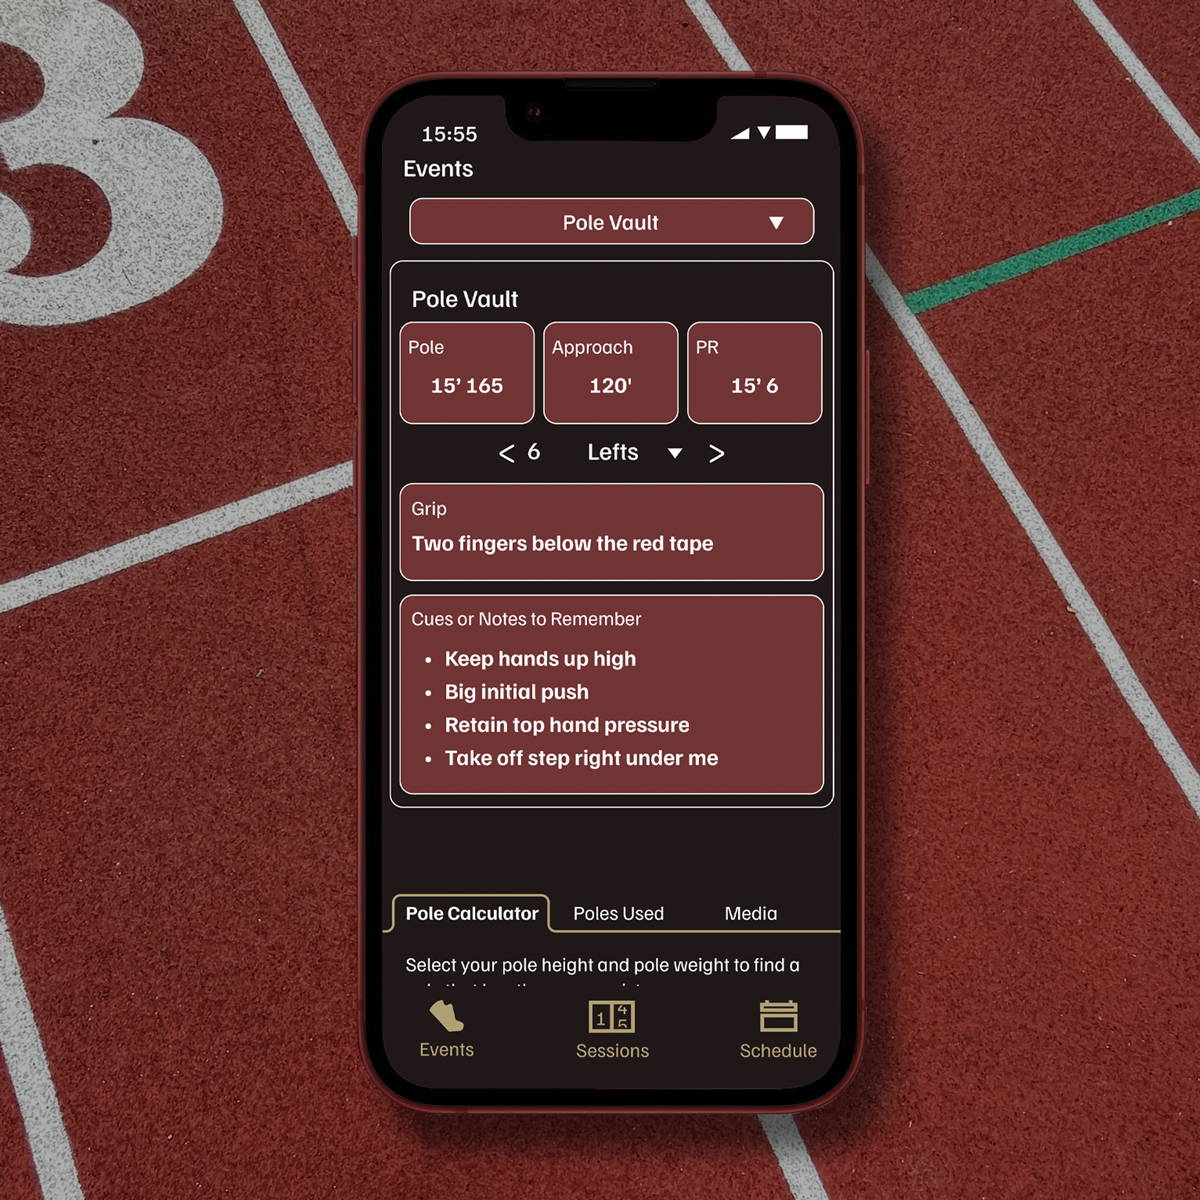 3
15:55
Events
Pole Vault
Pole Vault
Pole
Approach
PR
15’ 165
120'
15’ 6
< 6 Lefts >
Grip
Two fingers below the red tape
Cues or Notes to Remember
• Keep hands up high
• Big initial push
• Retain top hand pressure
• Take off step right under me
Pole Calculator
Poles Used
Media
Select your pole height and pole weight to find a
1 4 5
Events
Sessions
Schedule